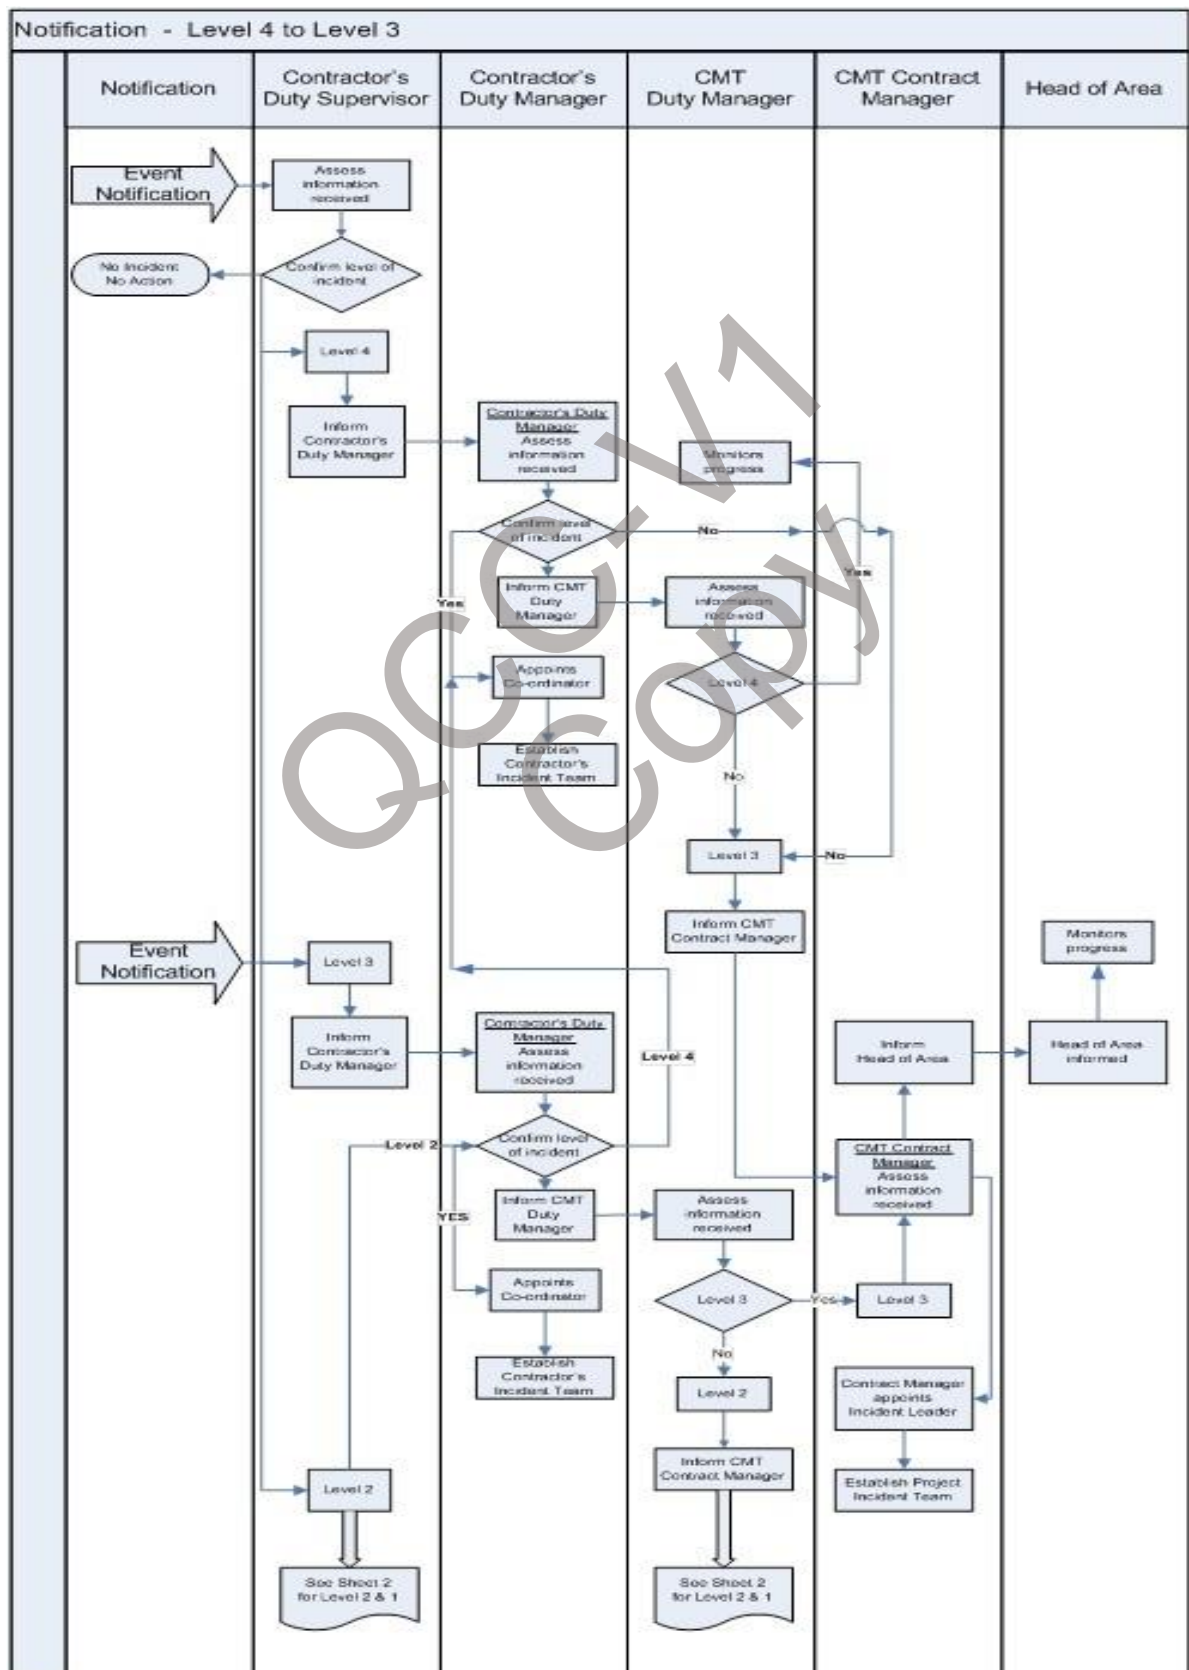 Notification - Level 4 to Level 3
Notification
Contractor's
Duty Supervisor
Contractor's
Duty Manager
CMT
Duty Manager
CMT Contract
Manager
Head of Area
Event
Notification
Assess
information
received
No Incident
No Action
Confirm level of
incident
Level 4
Inform
Contractor's
Duty Manager
Contractor's Duty
Manager
Assess
information
received
Monitors
progress
Confirm level
of incident
No
Yes
Yes
Inform CMT
Duty
Manager
Assess
information
received
Appoints
Co-ordinator
Level 4
Establish
Contractor's
Incident Team
No
Level 3
No
Inform CMT
Contract Manager
Event
Notification
Level 3
Monitors
progress
Inform
Contractor's
Duty Manager
Contractor's Duty
Manager
Assess
information
received
Level 4
Inform
Head of Area
Head of Area
informed
Level 2
Confirm level
of incident
CMT Contract
Manager
Assess
information
received
YES
Inform CMT
Duty
Manager
Assess
information
received
Appoints
Co-ordinator
Level 3
Yes
Level 3
No
Establish
Contractor's
Incident Team
Level 2
Contract Manager
appoints
Incident Leader
Level 2
Inform CMT
Contract Manager
Establish Project
Incident Team
See Sheet 2
for Level 2 & 1
See Sheet 2
for Level 2 & 1
QCC-V1
Copy